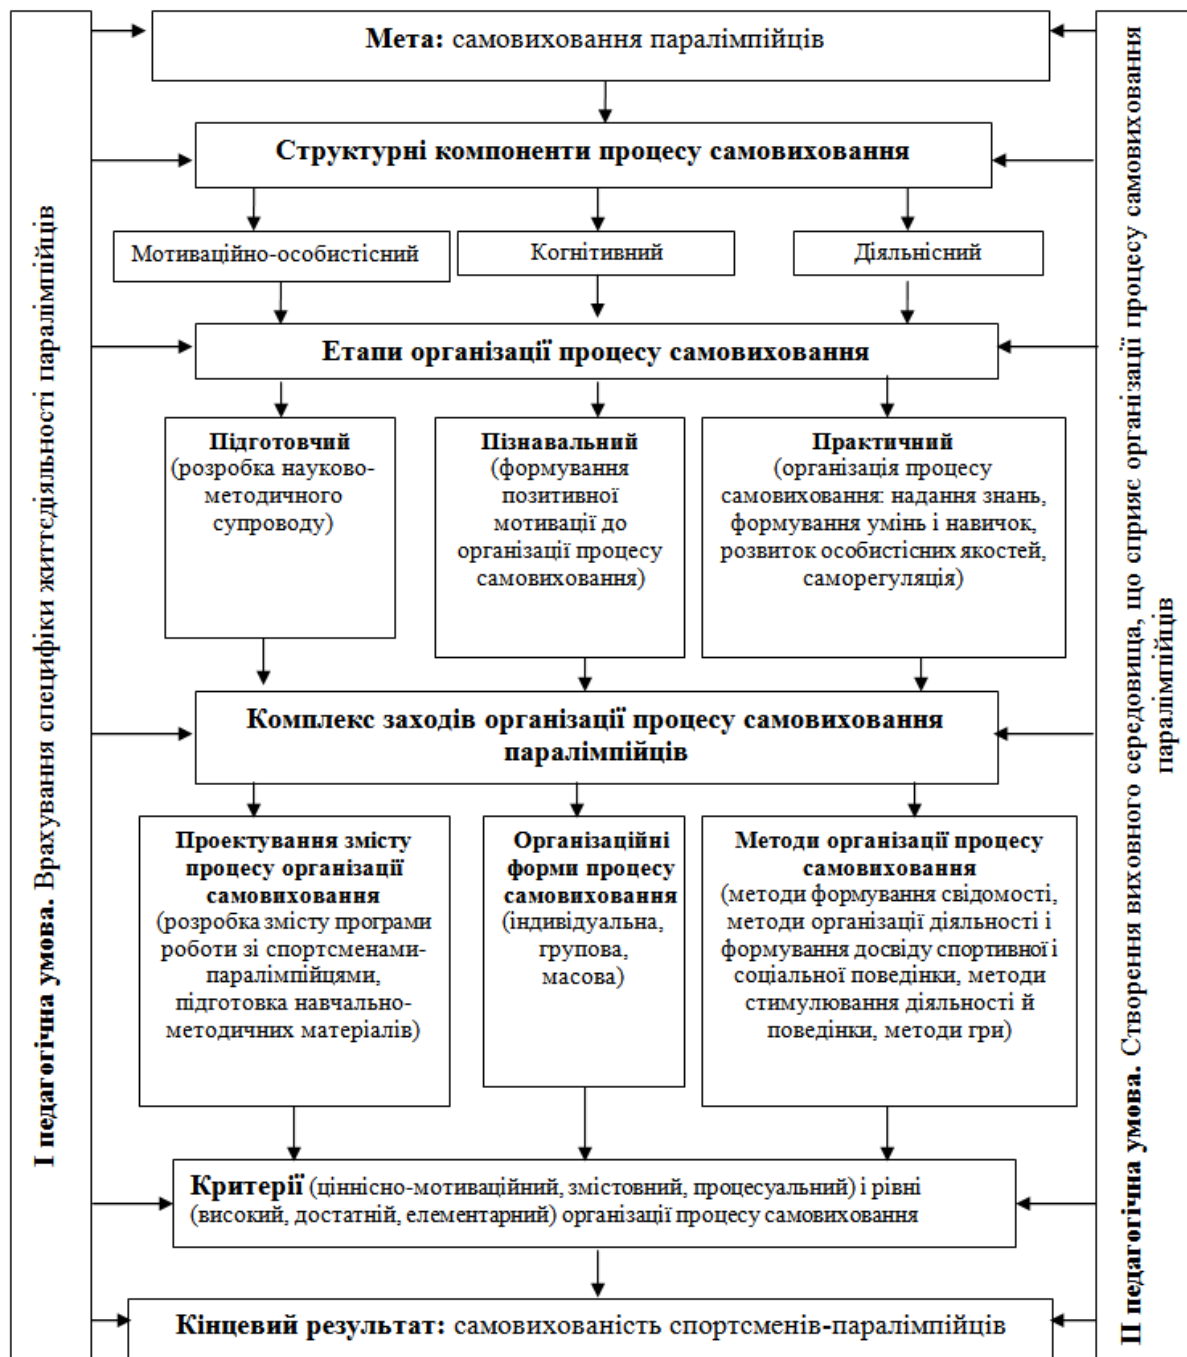 Мета: самовиховання паралімпійців
Структурні компоненти процесу самовиховання
Мотиваційно-особистісний
Когнитивний
Діяльнісний
Етапи організації процесу самовиховання
Підготовчий
(розробка науково-
методичного
супроводу)
Пізнавальний
(формування
позитивної
мотивації до
організації процесу
самовиховання)
Практичний
(організація процесу
самовиховання: надання знань,
формування умінь і навичок,
розвиток особистісних якостей,
саморегуляція)
Комплекс заходів організації процесу самовиховання
паралімпійців
Проектування змісту
процесу організації
самовиховання
(розробка змісту програми
роботи зі спортсменами-
паралімпійцями,
підготовка навчально-
методичних матеріалів)
Організаційні
форми процесу
самовиховання
(індивідуальна,
групова,
масова)
Методи організації процесу
самовиховання
(методи формування свідомості,
методи організації діяльності і
формування досвіду спортивної і
соціальної поведінки, методи
стимулювання діяльності й
поведінки, методи гри)
Критерії (ціннісно-мотиваційний, змістовний, процесуальний) і рівні
(високий, достатній, елементарний) організації процесу самовиховання
Кінцевий результат: самовихованість спортсменів-паралімпійців
І педагогічна умова. Врахування специфіки життєдіяльності паралімпійців
ІІ педагогічна умова. Створення виховного середовища, що сприяє організації процесу самовиховання
паралімпійців